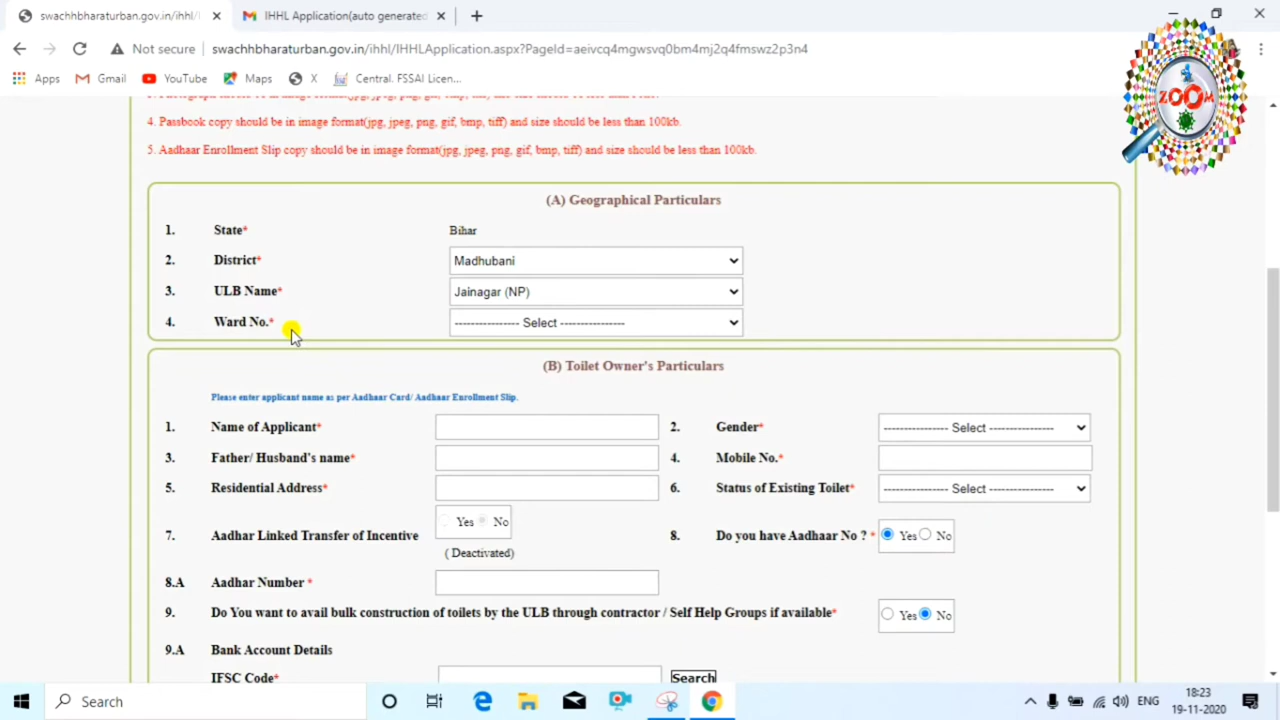 swachhbharaturban.gov.in/ihhl/I
IHHL Application(auto generated
Not secure swachhbharaturban.gov.in/ihhl/IHHLApplication.aspx?PageId=aeivcq4mgwsvq0bm4mj2q4fmswz2p3n4
Apps Gmail YouTube Maps X Central. FSSAI Licen...
ZOOM
4. Passbook copy should be in image format(jpg, jpeg, png, gif, bmp, tiff) and size should be less than 100kb.
5. Aadhaar Enrollment Slip copy should be in image format(jpg, jpeg, png, gif, bmp, tiff) and size should be less than 100kb.
(A) Geographical Particulars
1. State* Bihar
2. District* Madhubani
3. ULB Name* Jainagar (NP)
4. Ward No.* --------------- Select ---------------
(B) Toilet Owner's Particulars
Please enter applicant name as per Aadhaar Card/ Aadhaar Enrollment Slip.
1. Name of Applicant* 2. Gender* --------------- Select ---------------
3. Father/ Husband's name* 4. Mobile No.*
5. Residential Address* 6. Status of Existing Toilet* --------------- Select ---------------
7. Aadhar Linked Transfer of Incentive Yes No 8. Do you have Aadhaar No ? * Yes No
( Deactivated)
8.A Aadhar Number *
9. Do You want to avail bulk construction of toilets by the ULB through contractor / Self Help Groups if available* Yes No
9.A Bank Account Details
IFSC Code* Search
Search ENG 18:23
19-11-2020